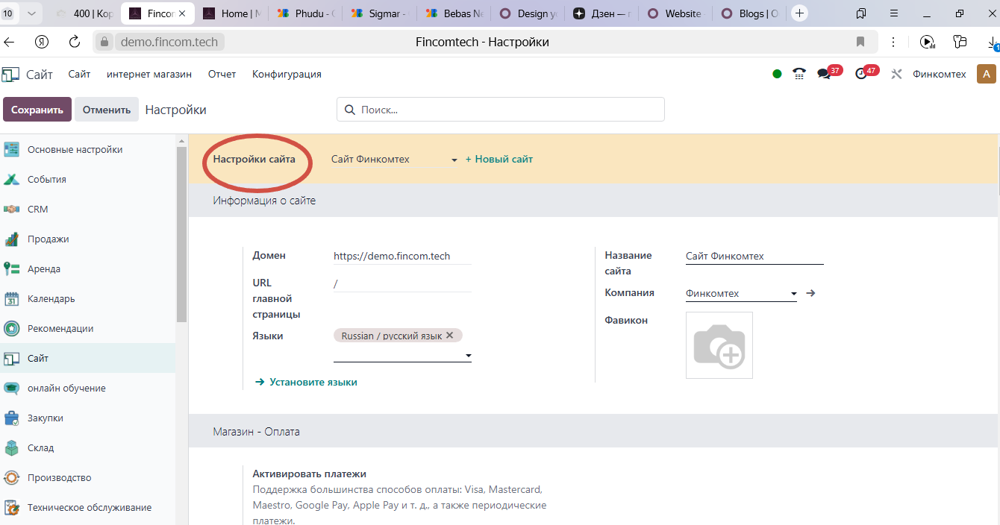 10
400 | Кор
Fincor
Home | M
Phudu - G
Sigmar -
Bebas Ne
Design y
Дзен —
Website
Blogs | O
demo.fincom.tech
Fincomtech - Настройки
Сайт Сайт интернет магазин Отчет Конфигурация
37 47 Финкомтех A
Сохранить Отменить Настройки Поиск...
Основные настройки
События
CRM
Продажи
Аренда
Календарь
31
Рекомендации
Сайт
онлайн обучение
Закупки
Склад
Производство
Техническое обслуживание
Настройки сайта Сайт Финкомтех + Новый сайт
Информация о сайте
Домен https://demo.fincom.tech
URL
главной
страницы
/
Языки Russian / русский язык
Установите языки
Название
сайта
Сайт Финкомтех
Компания Финкомтех
Фавикон
Магазин - Оплата
Активировать платежи
Поддержка большинства способов оплаты: Visa, Mastercard,
Maestro, Google Pay, Apple Pay и т. д., а также периодические
платежи.